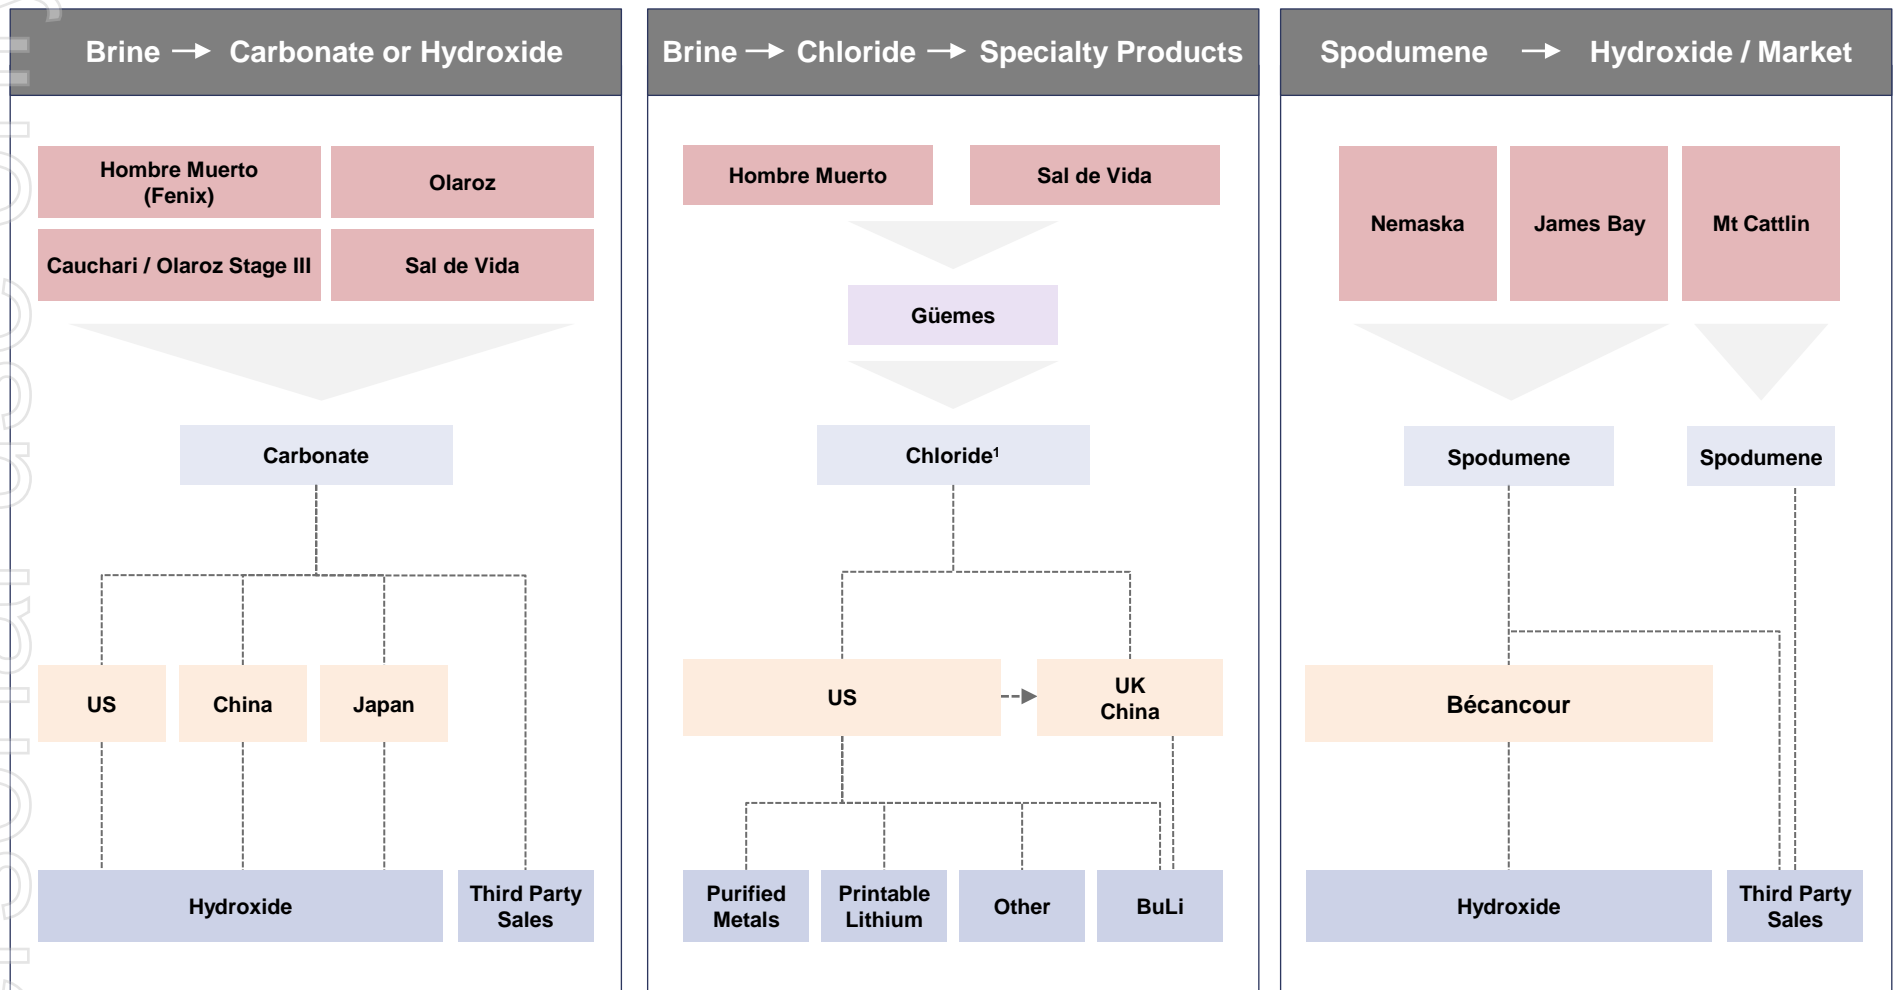 Brine → Carbonate or Hydroxide
Hombre Muerto
(Fenix)
Olaroz
Cauchari / Olaroz Stage III
Sal de Vida
Carbonate
US
China
Japan
Hydroxide
Third Party
Sales
Brine → Chloride → Specialty Products
Hombre Muerto
Sal de Vida
Güemes
Chloride¹
US
UK
China
Purified
Metals
Printable
Lithium
Other
BuLi
Spodumene → Hydroxide / Market
Nemaska
James Bay
Mt Cattlin
Spodumene
Spodumene
Bécancour
Hydroxide
Third Party
Sales